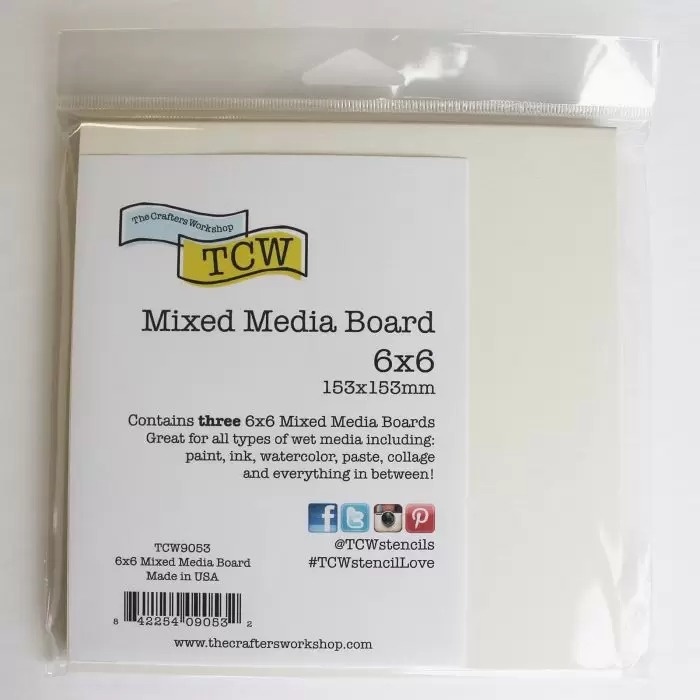 The Crafters Workshop
TCW
Mixed Media Board
6x6
153x153mm
Contains three 6x6 Mixed Media Boards
Great for all types of wet media including:
paint, ink, watercolor, paste, collage
and everything in between!
@TCWstencils
#TCWstencilLove
TCW9053
6x6 Mixed Media Board
Made in USA
8 42254 09053 2
www.thecraftersworkshop.com